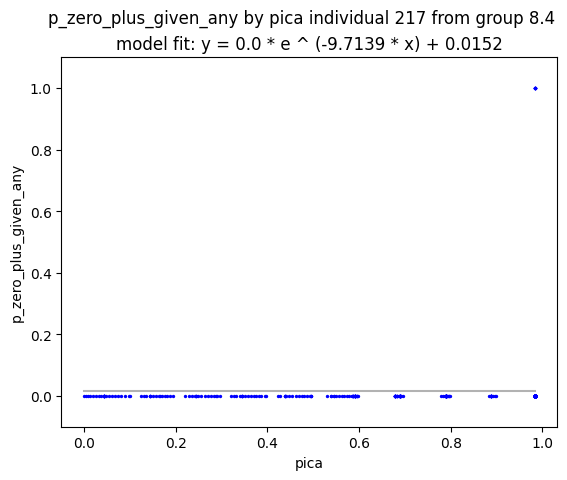 p_zero_plus_given_any by pica individual 217 from group 8.4
model fit: y = 0.0 * e ^ (-9.7139 * x) + 0.0152
1.0
0.8
0.6
0.4
0.2
0.0
p_zero_plus_given_any
0.0 0.2 0.4 0.6 0.8 1.0
pica